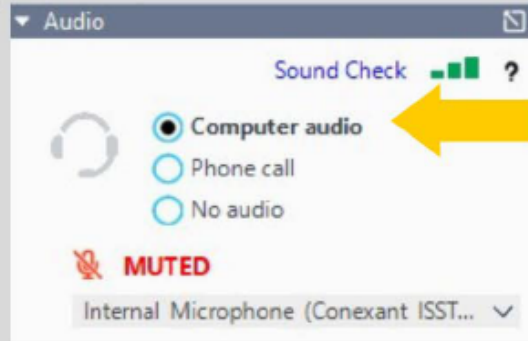 Audio
Sound Check ?
Computer audio
Phone call
No audio
MUTED
Internal Microphone (Conexant ISST...